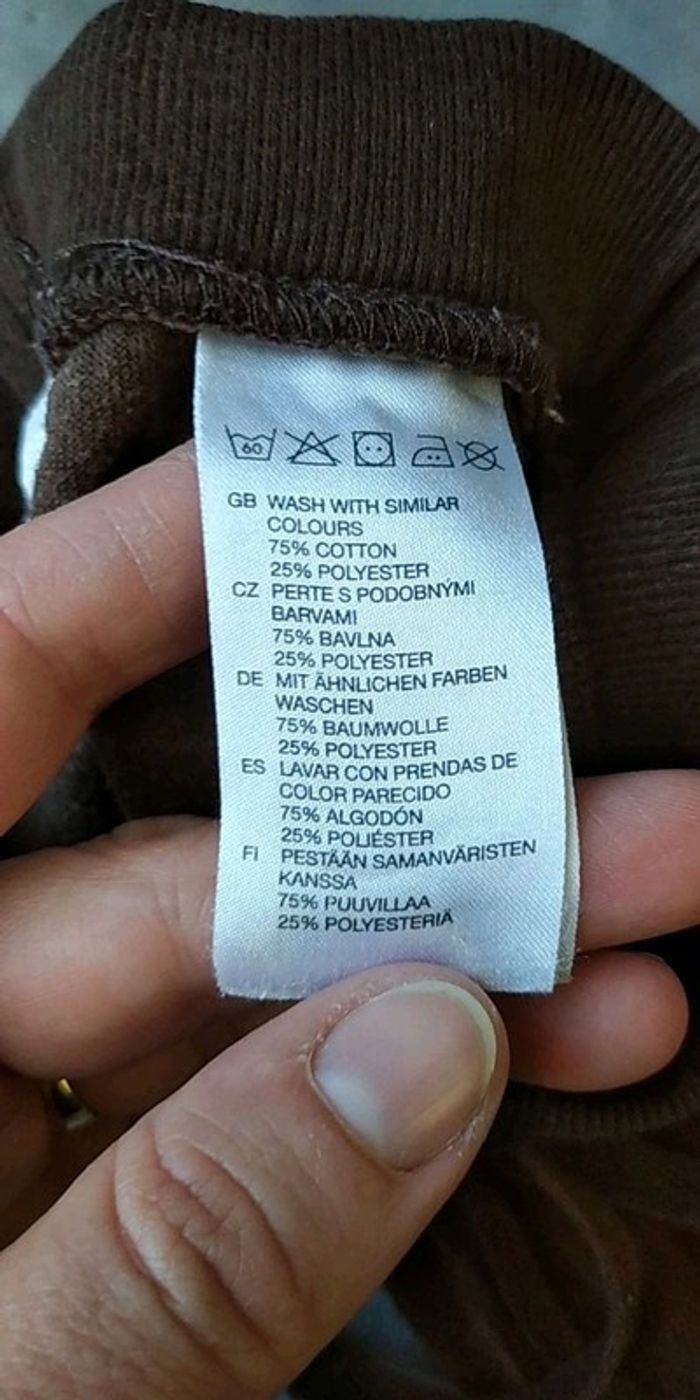 60
GB WASH WITH SIMILAR
COLOURS
75% COTTON
25% POLYESTER
CZ PERTE S PODOBNÝMI
BARVAMI
75% BAVLNA
25% POLYESTER
DE MIT ÄHNLICHEN FARBEN
WASCHEN
75% BAUMWOLLE
25% POLYESTER
ES LAVAR CON PRENDAS DE
COLOR PARECIDO
75% ALGODÓN
25% POLIÉSTER
FI PESTÄÄN SAMANVÄRISTEN
KANSSA
75% PUUVILLAA
25% POLYESTERIÄ